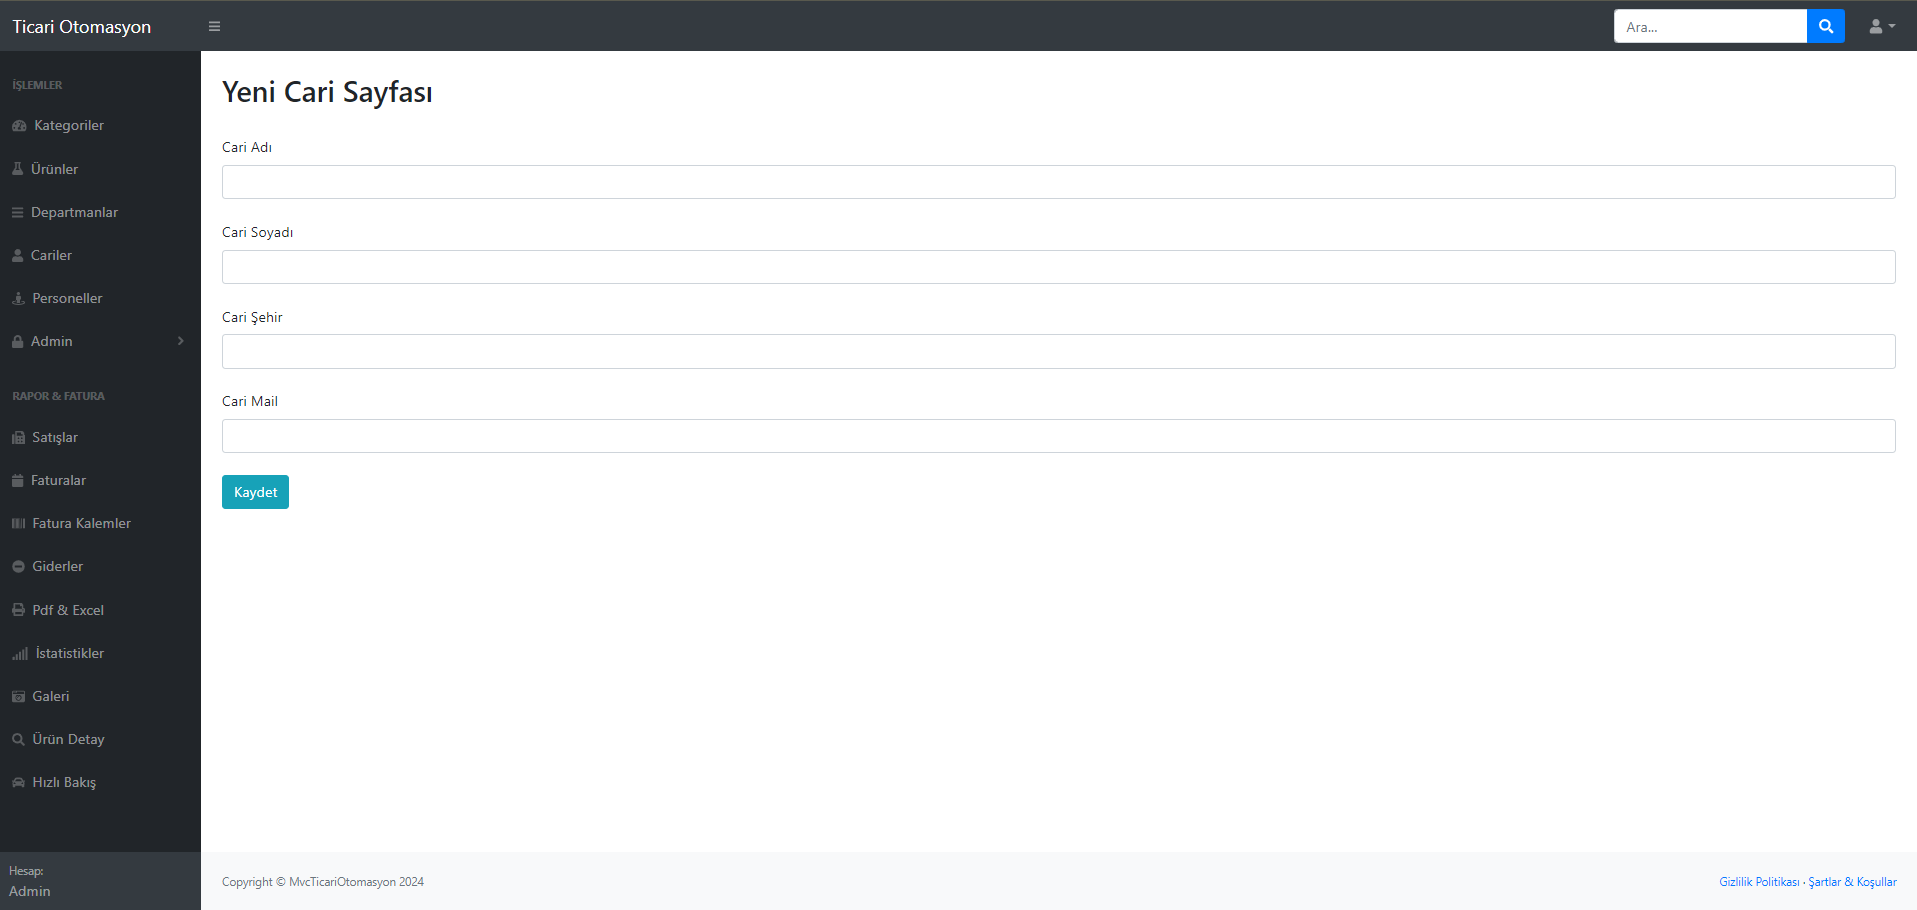 Ticari Otomasyon
Ara...
İŞLEMLER
Kategoriler
Ürünler
Departmanlar
Cariler
Personeller
Admin
RAPOR & FATURA
Satışlar
Faturalar
Fatura Kalemler
Giderler
Pdf & Excel
İstatistikler
Galeri
Ürün Detay
Hızlı Bakış
Hesap:
Admin
Yeni Cari Sayfası
Cari Adı
Cari Soyadı
Cari Şehir
Cari Mail
Kaydet
Copyright © MvcTicariOtomasyon 2024
Gizlilik Politikası · Şartlar & Koşullar